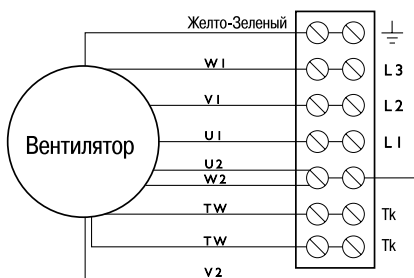 Желто-Зеленый
W1 L3
V1 L2
Вентилятор
U1 L1
U2
W2
TW Tk
TW Tk
V2